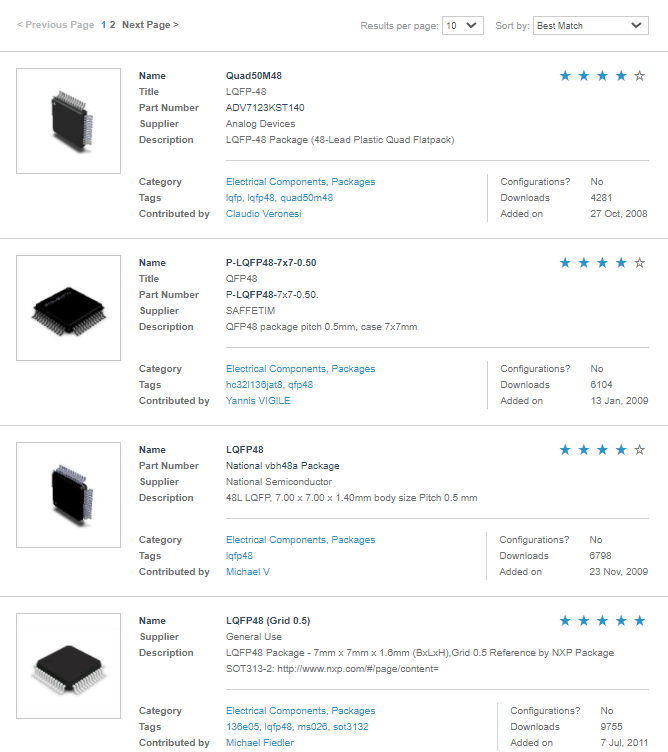 < Previous Page 1 2 Next Page >
Results per page: 10 Sort by: Best Match
Name Quad50M48
Title LQFP-48
Part Number ADV7123KST140
Supplier Analog Devices
Description LQFP-48 Package (48-Lead Plastic Quad Flatpack)
Category Electrical Components, Packages Configurations? No
Tags lqfp, lqfp48, quad50m48 Downloads 4281
Contributed by Claudio Veronesi Added on 27 Oct, 2008
Name P-LQFP48-7x7-0.50
Title QFP48
Part Number P-LQFP48-7x7-0.50.
Supplier SAFFETIM
Description QFP48 package pitch 0.5mm, case 7x7mm
Category Electrical Components, Packages Configurations? No
Tags hc32l136jat8, qfp48 Downloads 6104
Contributed by Yannis VIGILE Added on 13 Jan, 2009
Name LQFP48
Part Number National vbh48a Package
Supplier National Semiconductor
Description 48L LQFP, 7.00 x 7.00 x 1.40mm body size Pitch 0.5 mm
Category Electrical Components, Packages Configurations? No
Tags lqfp48 Downloads 6798
Contributed by Michael V Added on 23 Nov, 2009
Name LQFP48 (Grid 0.5)
Supplier General Use
Description LQFP48 Package - 7mm x 7mm x 1.6mm (BxLxH),Grid 0.5 Reference by NXP Package
SOT313-2: http://www.nxp.com/#/page/content=
Category Electrical Components, Packages Configurations? No
Tags 136e05, lqfp48, ms026, sot3132 Downloads 9755
Contributed by Michael Fiedler Added on 7 Jul, 2011